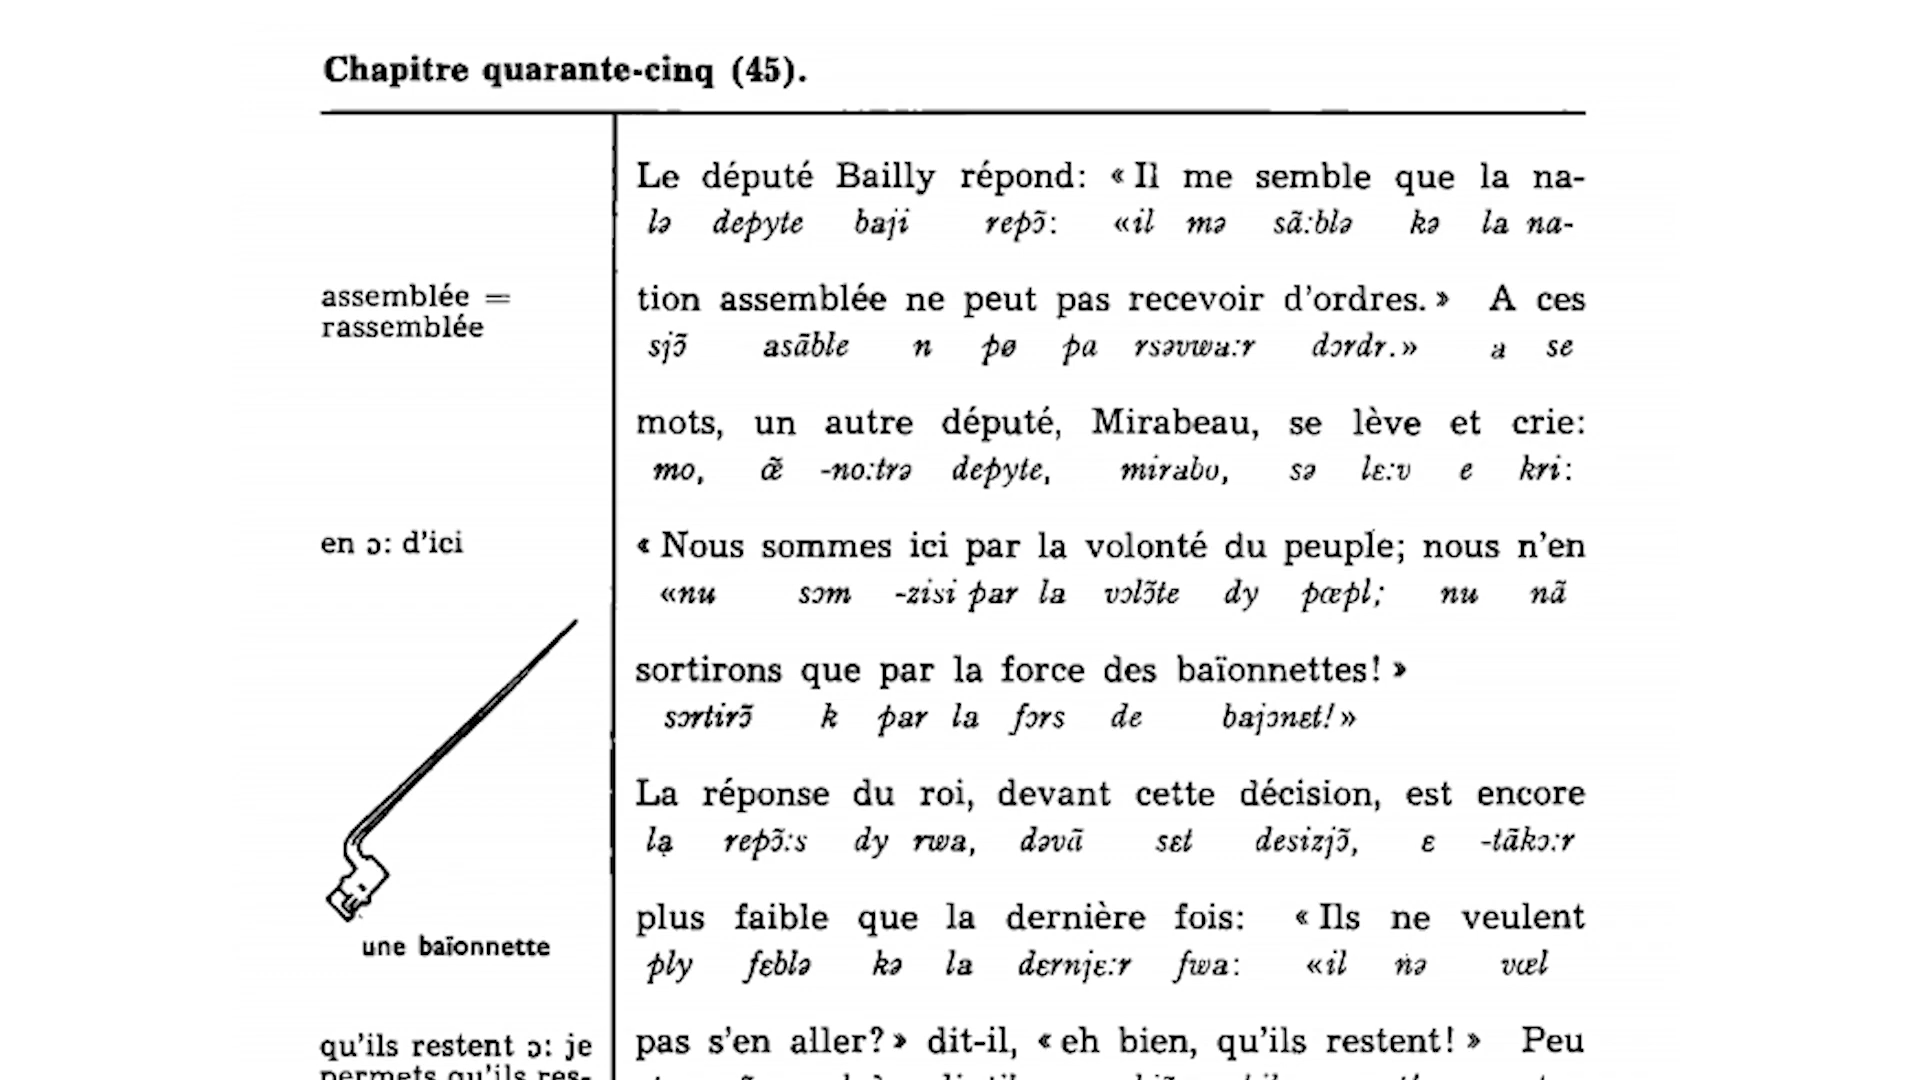 Chapitre quarante-cinq (45).
Le député Bailly répond: « Il me semble que la na-
lə depyte baji repɔ̃: «il mə sɑ̃:blə kə la na-
assemblée =
rassemblée
tion assemblée ne peut pas recevoir d'ordres. » A ces
sjɔ̃ asɑ̃ble n pø pɑ rsəvwa:r dɔrdr.» a se
mots, un autre député, Mirabeau, se lève et crie:
mo, œ̃ -no:trə depyte, mirabo, sə lɛ:v e kri:
en ɔ: d'ici
« Nous sommes ici par la volonté du peuple; nous n'en
«nu sɔm -zisi par la vɔlɔ̃te dy pœpl; nu nɑ̃
sortirons que par la force des baïonnettes! »
sɔrtirɔ̃ k par la fɔrs de bajɔnɛt!»
La réponse du roi, devant cette décision, est encore
la repɔ̃:s dy rwa, dəvɑ̃ sɛt desizjɔ̃, ɛ -tɑ̃kɔ:r
plus faible que la dernière fois: « Ils ne veulent
ply fɛblə kə la dɛrnjɛ:r fwa: «il nə vœl
une baïonnette
qu'ils restent ɔ: je
permets qu'ils res-
pas s'en aller? » dit-il, « eh bien, qu'ils restent! » Peu